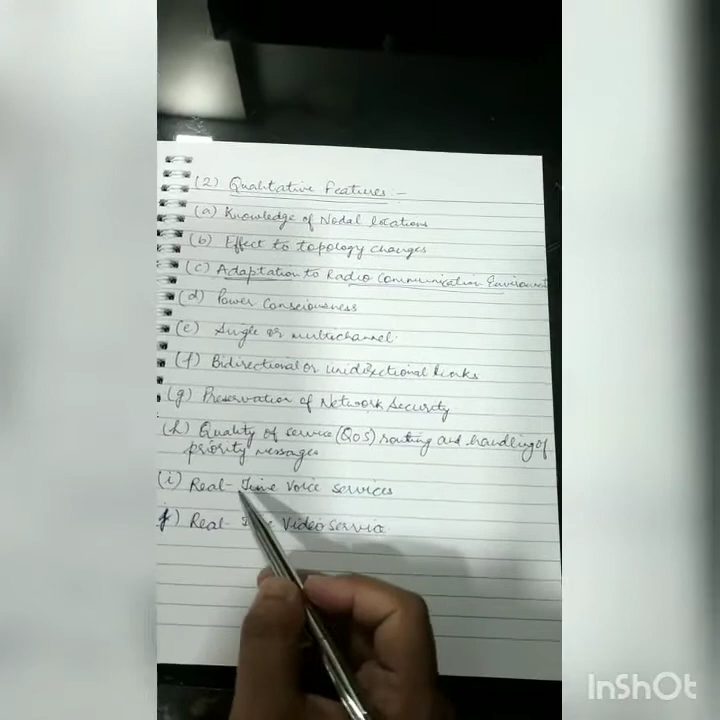 (2) Qualitative Features :-
(a) Knowledge of Nodal locations
(b) Effect to topology changes
(c) Adaptation to Radio Communication Enviroment
(d) Power Consciousness
(e) Single or multichannel.
(f) Bidirectional or unidirectional links
(g) Preservation of Network Security
(h) Quality of service (QoS) routing and handling of
priority messages
(i) Real-Time Voice services
j) Real- Video Service
InShOt